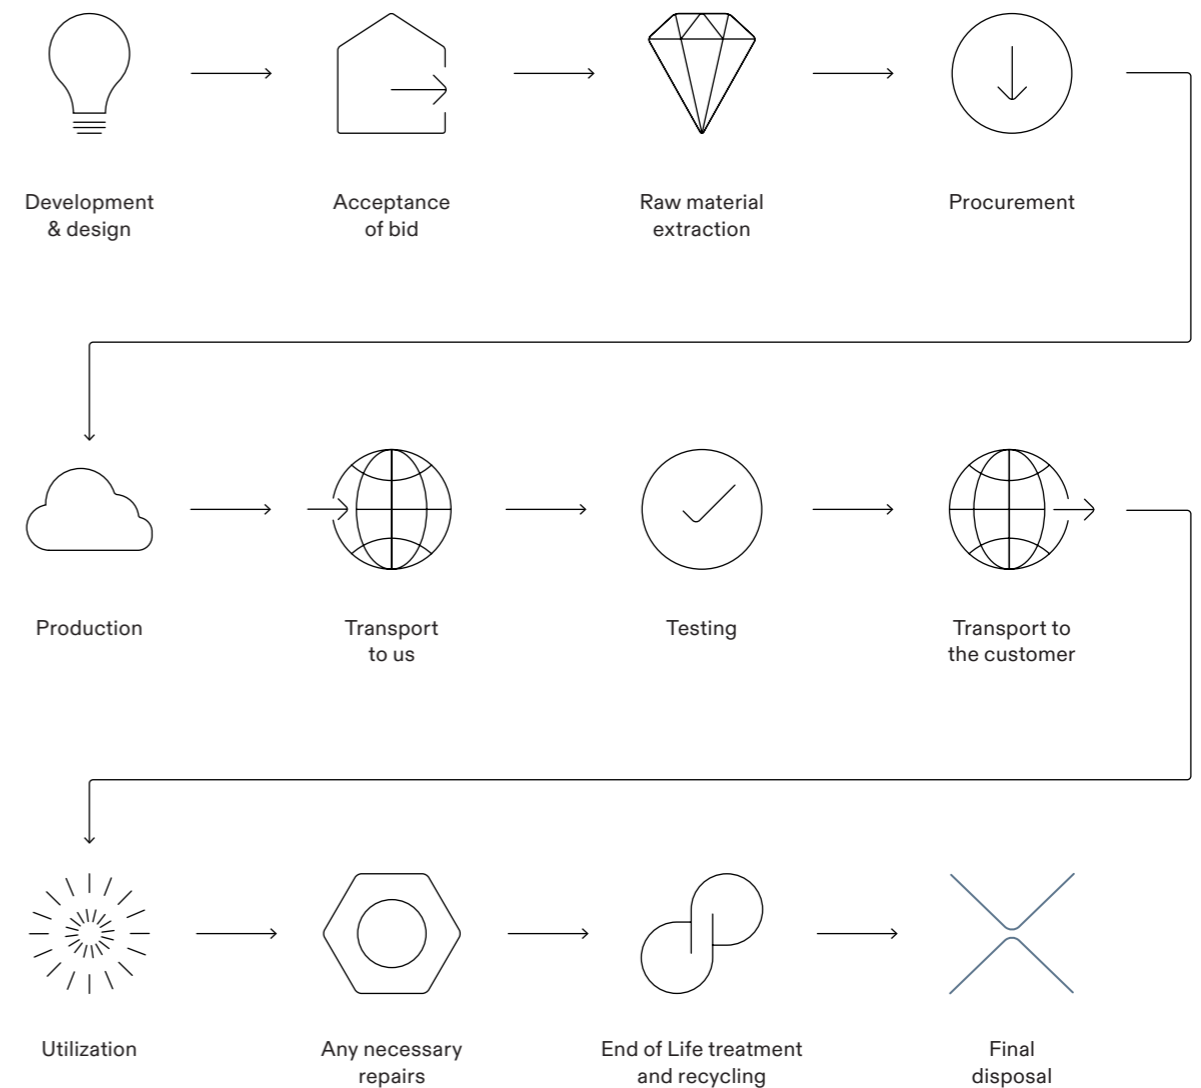 Development
& design
Acceptance
of bid
Raw material
extraction
Procurement
Production
Transport
to us
Testing
Transport to
the customer
Utilization
Any necessary
repairs
End of Life treatment
and recycling
Final
disposal